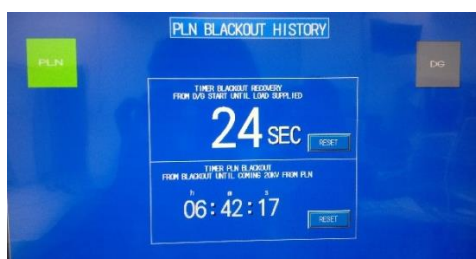 PLN BLACKOUT HISTORY
PLN
DG
TIMER BLACKOUT RECOVERY
FROM D/G START UNTIL LOAD SUPPLIED
24 SEC
RESET
TIMER PLN BLACKOUT
FROM BLACKOUT UNTIL COMING 20KV FROM PLN
h m s
06:42:17
RESET